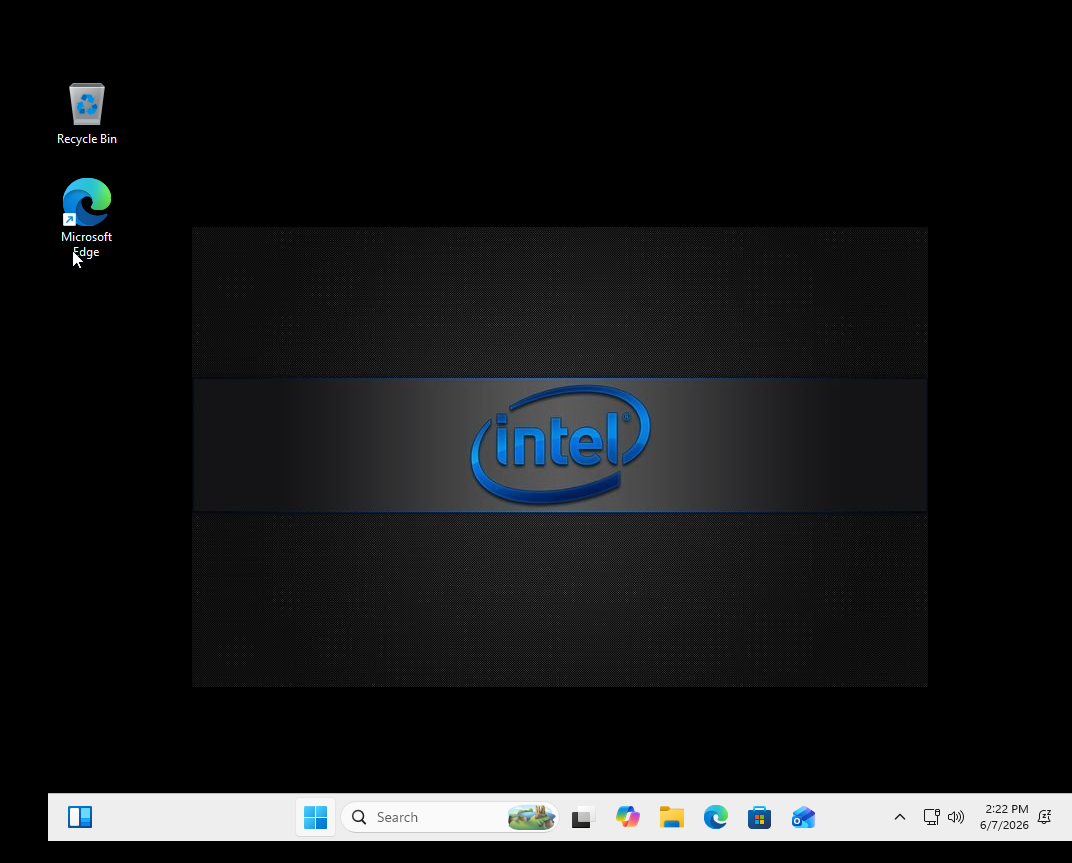 Recycle Bin
Microsoft
Edge
intel®
Search
2:22 PM
6/7/2026